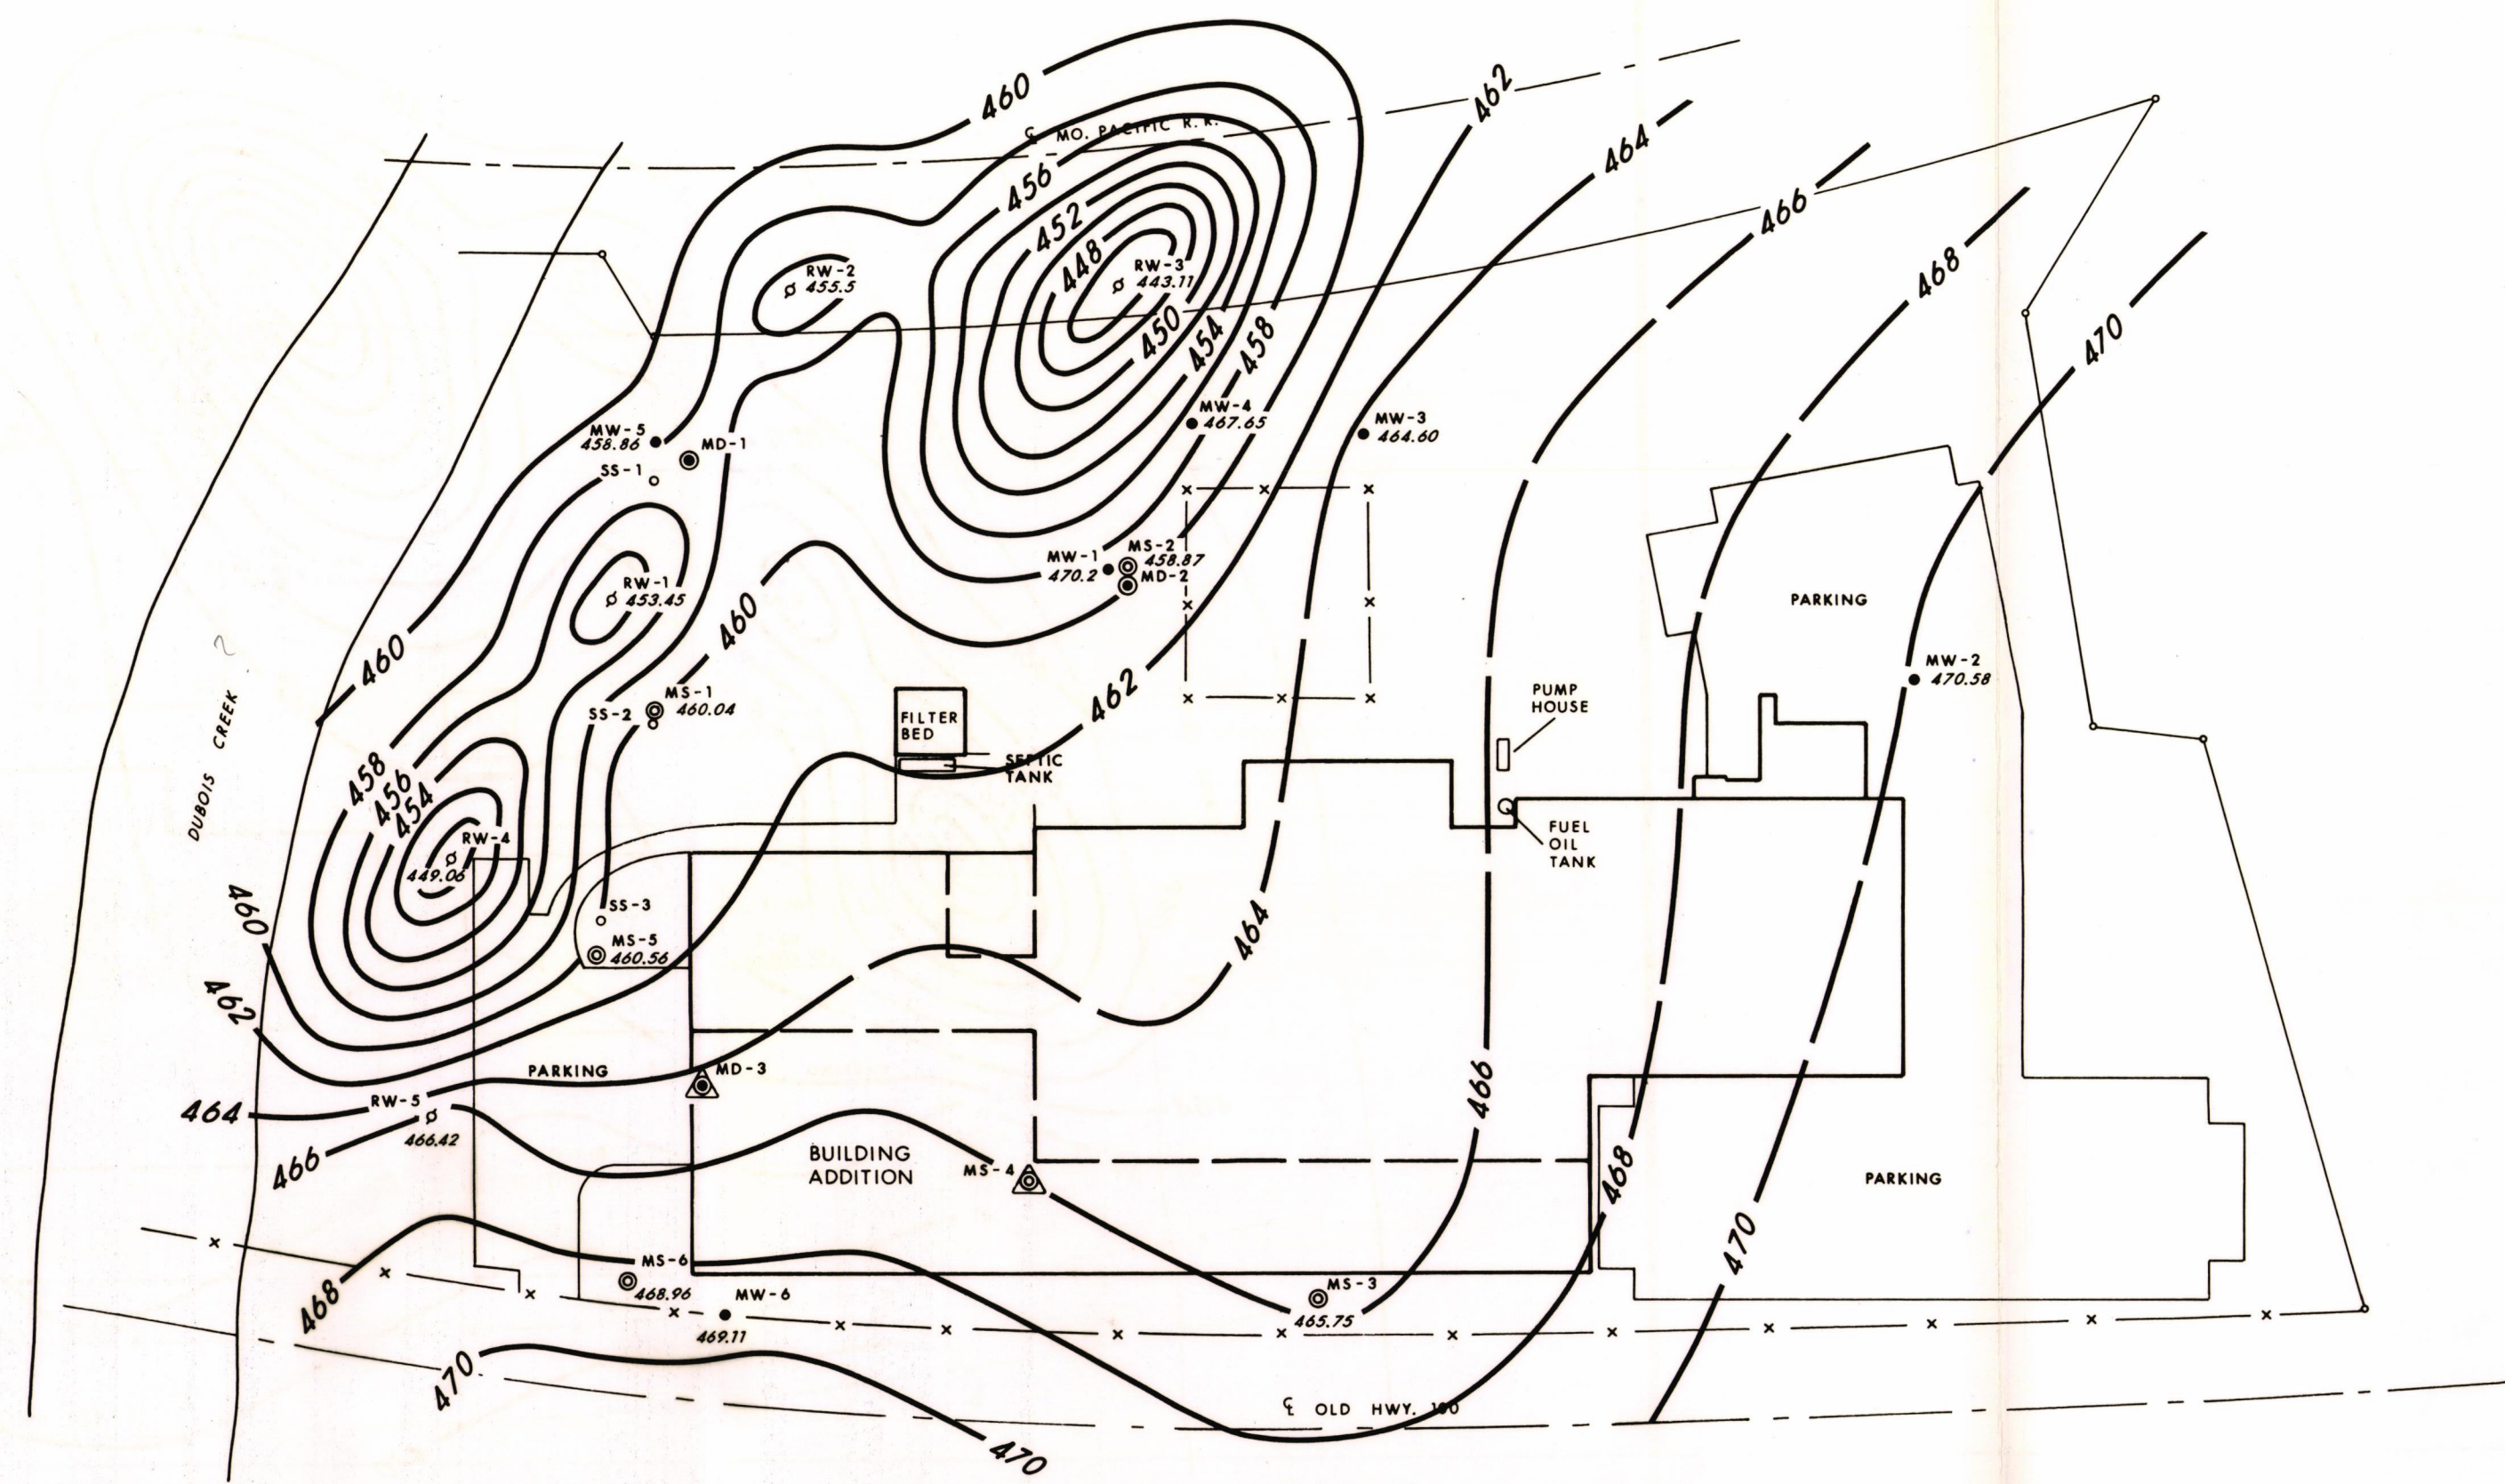 460
462
464
466
468
470
℄ MO. PACIFIC R. R.
456
452
448
RW-2
455.5
RW-3
443.11
450
454
458
MW-4
467.65
MW-3
464.60
MW-5
458.86
MD-1
SS-1
MW-1
470.2
MS-2
458.87
MD-2
RW-1
453.45
460
460
PARKING
MW-2
470.58
DUBOIS CREEK
?
MS-1
460.04
SS-2
462
FILTER
BED
SEPTIC
TANK
PUMP
HOUSE
FUEL
OIL
TANK
458
456
454
RW-4
449.06
SS-3
MS-5
460.56
460
462
464
PARKING
MD-3
464
RW-5
466.42
466
466
BUILDING
ADDITION
MS-4
468
PARKING
470
468
MS-6
468.96
MW-6
469.11
MS-3
465.75
470
℄ OLD HWY. 100
470